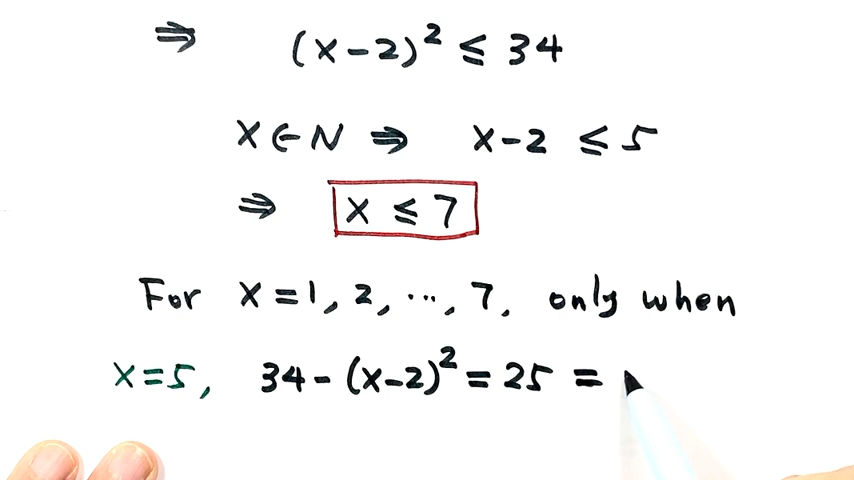 ⇒ (x-2)² ≤ 34
x ∈ N ⇒ x-2 ≤ 5
⇒ x ≤ 7
For x = 1, 2, ..., 7, only when
x = 5, 34 - (x-2)² = 25 =